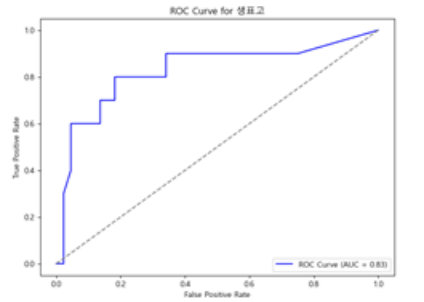 ROC Curve for 생표고
True Positive Rate
1.0
0.8
0.6
0.4
0.2
0.0
0.0 0.2 0.4 0.6 0.8 1.0
False Positive Rate
ROC Curve (AUC = 0.83)